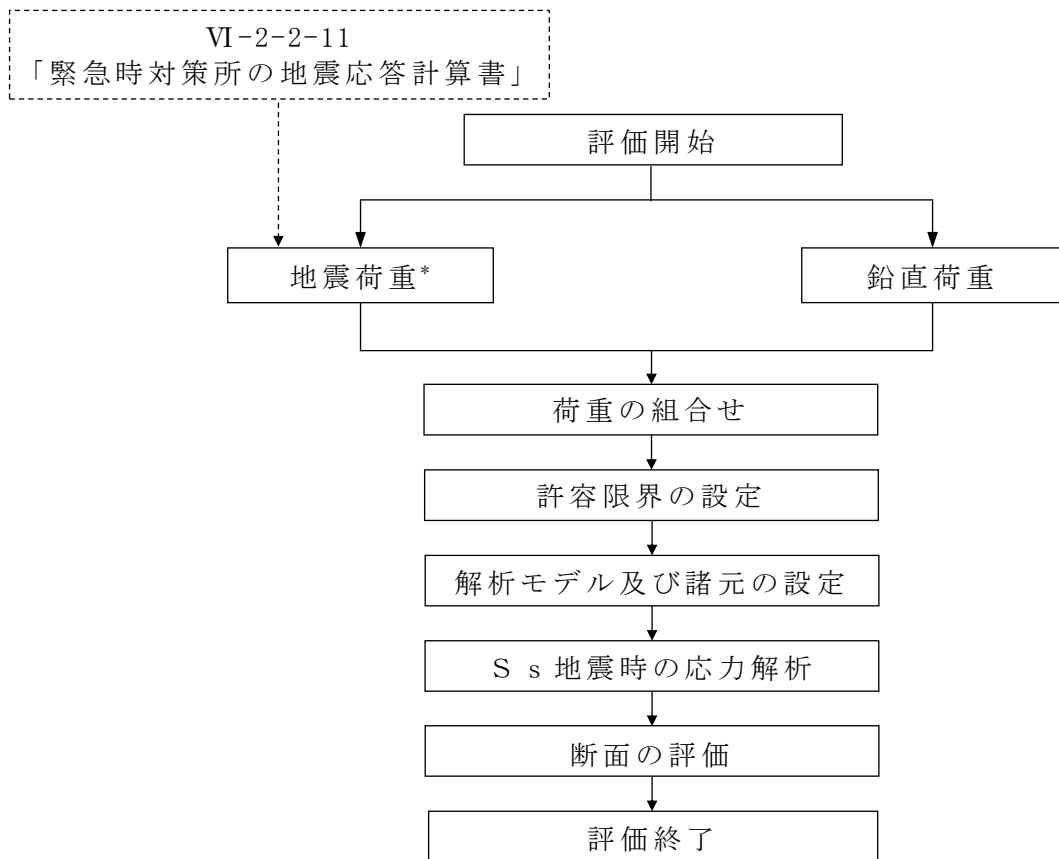 Ⅵ-2-2-11
「緊急時対策所の地震応答計算書」
評価開始
地震荷重*
鉛直荷重
荷重の組合せ
許容限界の設定
解析モデル及び諸元の設定
Ss地震時の応力解析
断面の評価
評価終了